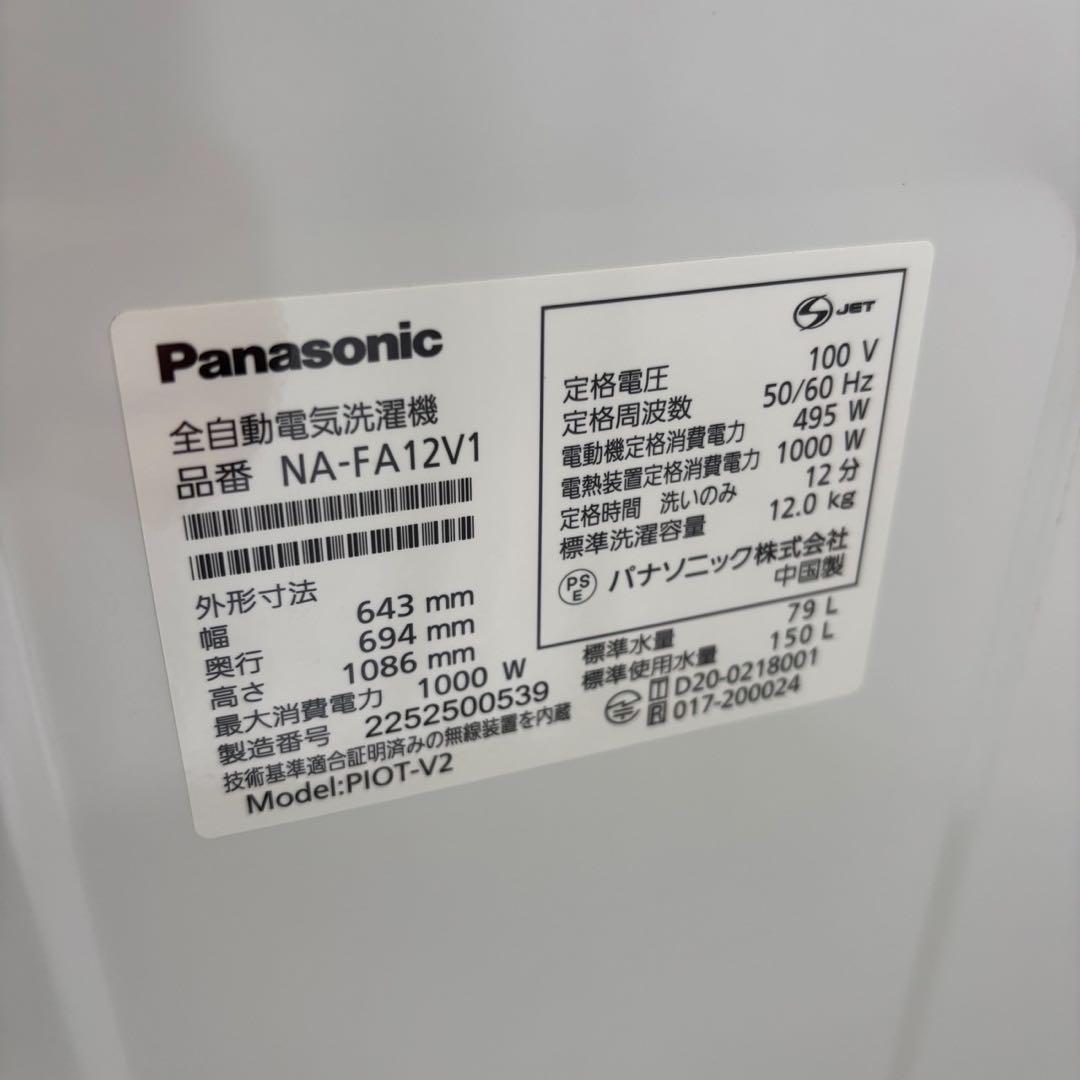 Panasonic
全自動電気洗濯機
品番 NA-FA12V1
外形寸法
幅 643 mm
奥行 694 mm
高さ 1086 mm
最大消費電力 1000 W
製造番号 2252500539
技術基準適合証明済みの無線装置を内蔵
Model:PIOT-V2
S JET
定格電圧 100 V
定格周波数 50/60 Hz
電動機定格消費電力 495 W
電熱装置定格消費電力 1000 W
定格時間 洗いのみ 12 分
標準洗濯容量 12.0 kg
PSE パナソニック株式会社
中国製
標準水量 79 L
標準使用水量 150 L
T D20-0218001
R 017-200024